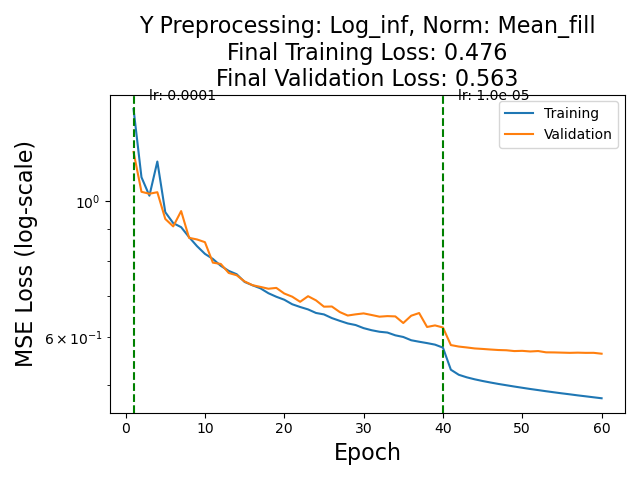 Y Preprocessing: Log_inf, Norm: Mean_fill
Final Training Loss: 0.476
Final Validation Loss: 0.563
lr: 0.0001
lr: 1.0e-05
Training
Validation
MSE Loss (log-scale)
10⁰
6 × 10⁻¹
0 10 20 30 40 50 60
Epoch